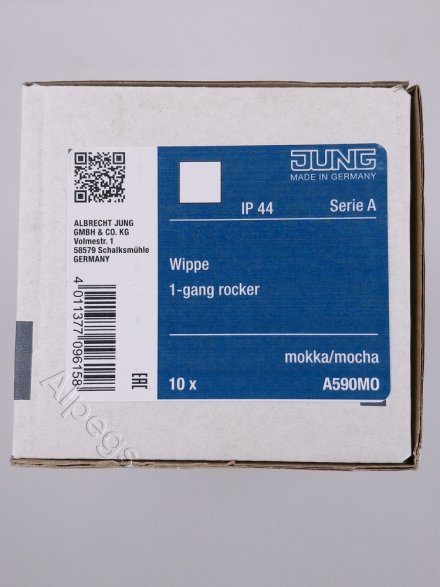 JUNG
MADE IN GERMANY
ALBRECHT JUNG
GMBH & CO. KG
Volmestr. 1
58579 Schalksmühle
GERMANY
IP 44
Serie A
Wippe
1-gang rocker
4 011377 096158
EAC
mokka/mocha
10 x
A590MO
Alpegs